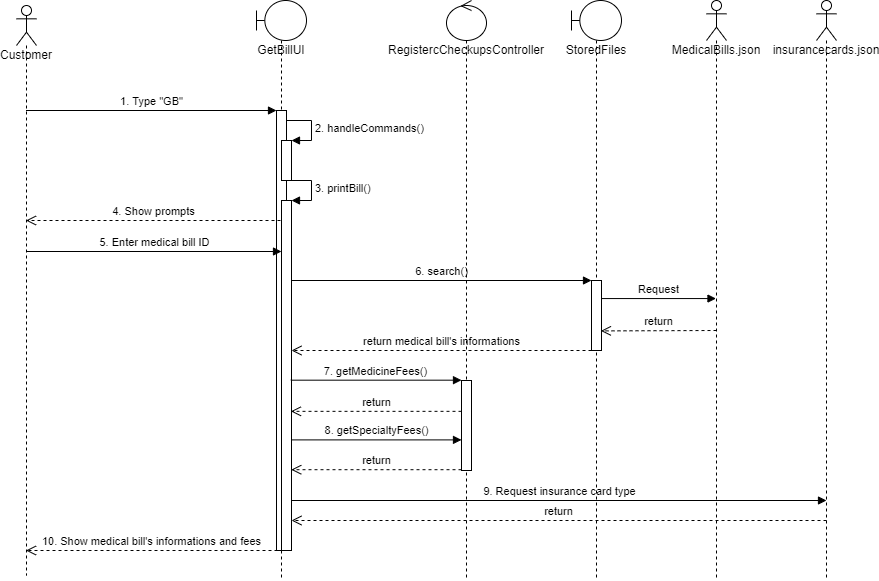 Customer
GetBillUI
RegistercCheckupsController
StoredFiles
MedicalBills.json
insurancecards.json
1. Type "GB"
2. handleCommands()
3. printBill()
4. Show prompts
5. Enter medical bill ID
6. search()
Request
return
return medical bill's informations
7. getMedicineFees()
return
8. getSpecialtyFees()
return
9. Request insurance card type
return
10. Show medical bill's informations and fees